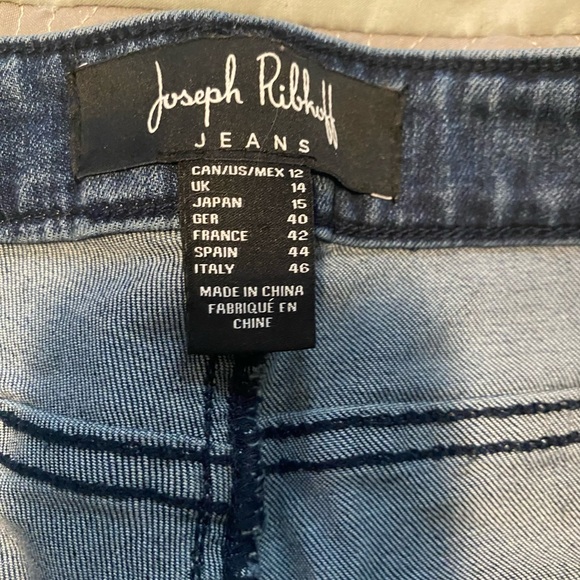 Joseph Ribkoff
JEANS
CAN/US/MEX 12
UK 14
JAPAN 15
GER 40
FRANCE 42
SPAIN 44
ITALY 46
MADE IN CHINA
FABRIQUÉ EN
CHINE